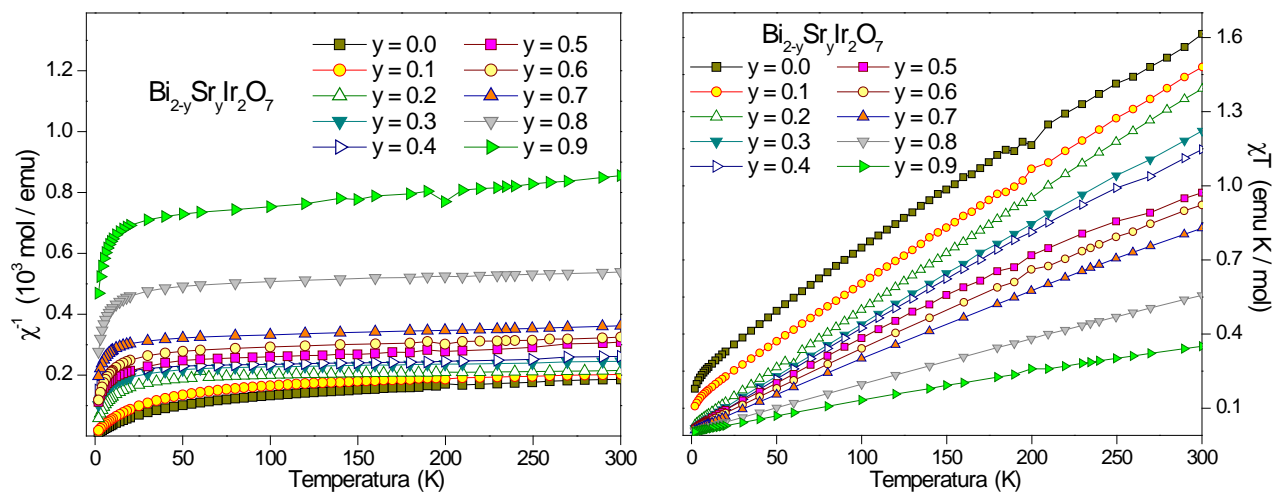 χ⁻¹ (10³ mol / emu)
1.2
1.0
0.8
0.6
0.4
0.2
Bi₂₋ᵧSrᵧIr₂O₇
y = 0.0 y = 0.5
y = 0.1 y = 0.6
y = 0.2 y = 0.7
y = 0.3 y = 0.8
y = 0.4 y = 0.9
0 50 100 150 200 250 300
Temperatura (K)
Bi₂₋ᵧSrᵧIr₂O₇
y = 0.0 y = 0.5
y = 0.1 y = 0.6
y = 0.2 y = 0.7
y = 0.3 y = 0.8
y = 0.4 y = 0.9
1.6
1.3
1.0
0.7
0.4
0.1
χT (emu K / mol)
0 50 100 150 200 250 300
Temperatura (K)